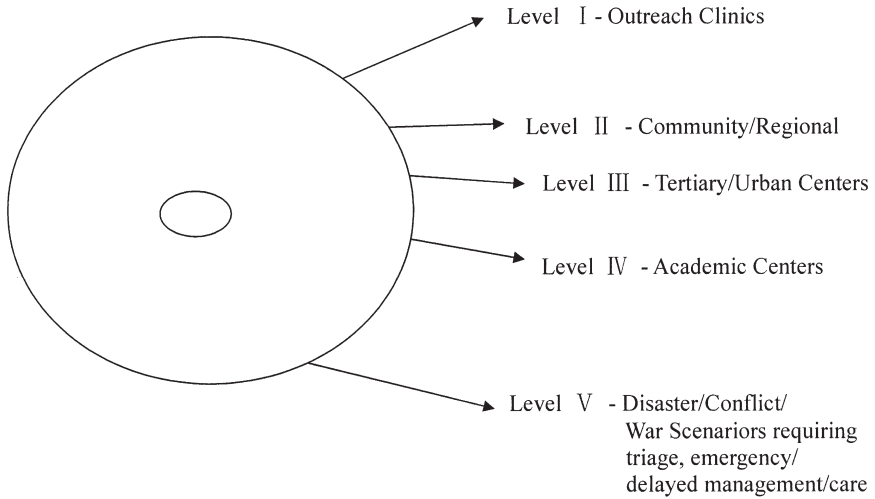 Level Ⅰ - Outreach Clinics
Level Ⅱ - Community/Regional
Level Ⅲ - Tertiary/Urban Centers
Level Ⅳ - Academic Centers
Level Ⅴ - Disaster/Conflict/
War Scenariors requiring
triage, emergency/
delayed management/care